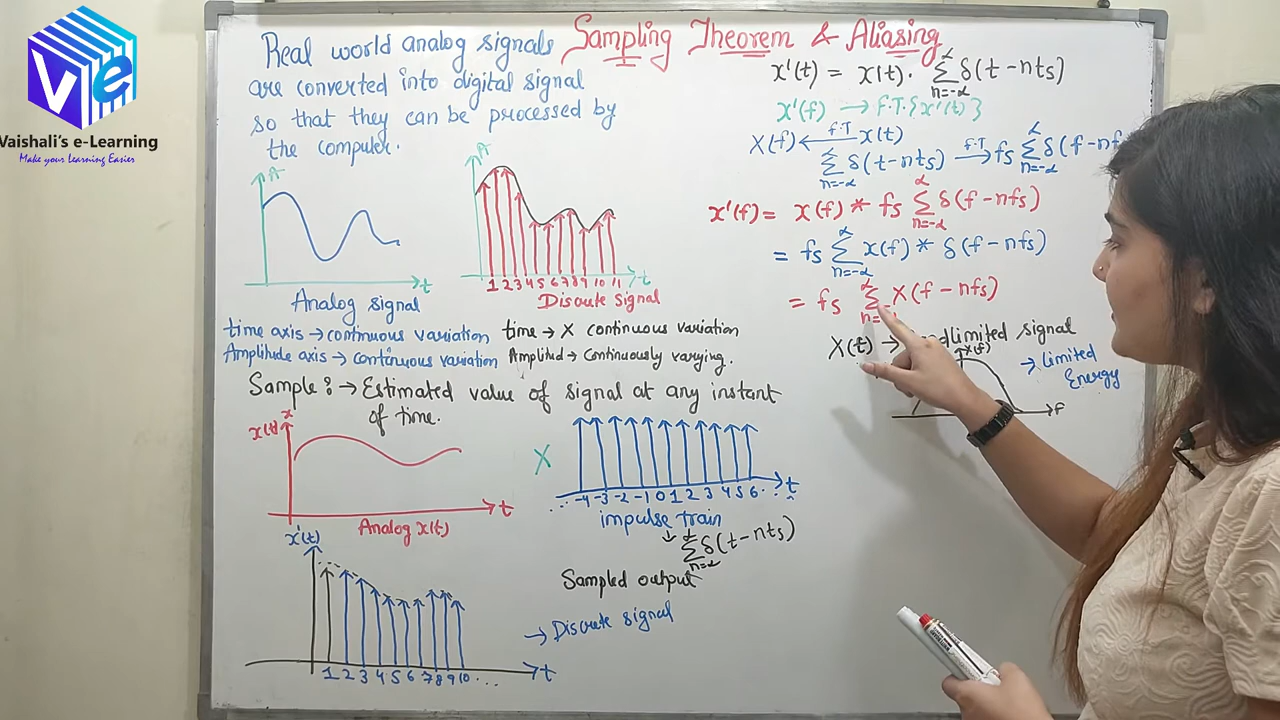 Ve
Vaishali's e-Learning
Make your Learning Easier
Sampling Theorem & Aliasing
Real world analog signals
are converted into digital signal
so that they can be processed by
the computer.
A
t
Analog signal
time axis → continuous variation
Amplitude axis → continuous variation
A
1 2 3 4 5 6 7 8 9 10 11
t
Discrete signal
time → X continuous variation
Amplitud → Continuously varying.
Sample : → Estimated value of signal at any instant
of time.
x(t)
t
Analog x(t)
X
... -4 -3 -2 -1 0 1 2 3 4 5 6 ...
t
impulse train
∑ δ(t - nts)
n=-∝
Sampled output
→ Discrete signal
x'(t)
1 2 3 4 5 6 7 8 9 10 ...
t
x'(t) = x(t) · ∝∑n=-∝ δ(t - nts)
x'(f) → F.T.{x'(t)}
X(f) ←F.T x(t)
∝∑n=-∝ δ(t - nts) F.T→ fs ∝∑n=-∝ δ(f - nf
x'(f) = x(f) * fs ∝∑n=-∝ δ(f - nfs)
= fs ∝∑n=-∝ x(f) * δ(f - nfs)
= fs ∝∑n= X(f - nfs)
X(t) → ndlimited signal
X(f)
f
→ Limited
Energy